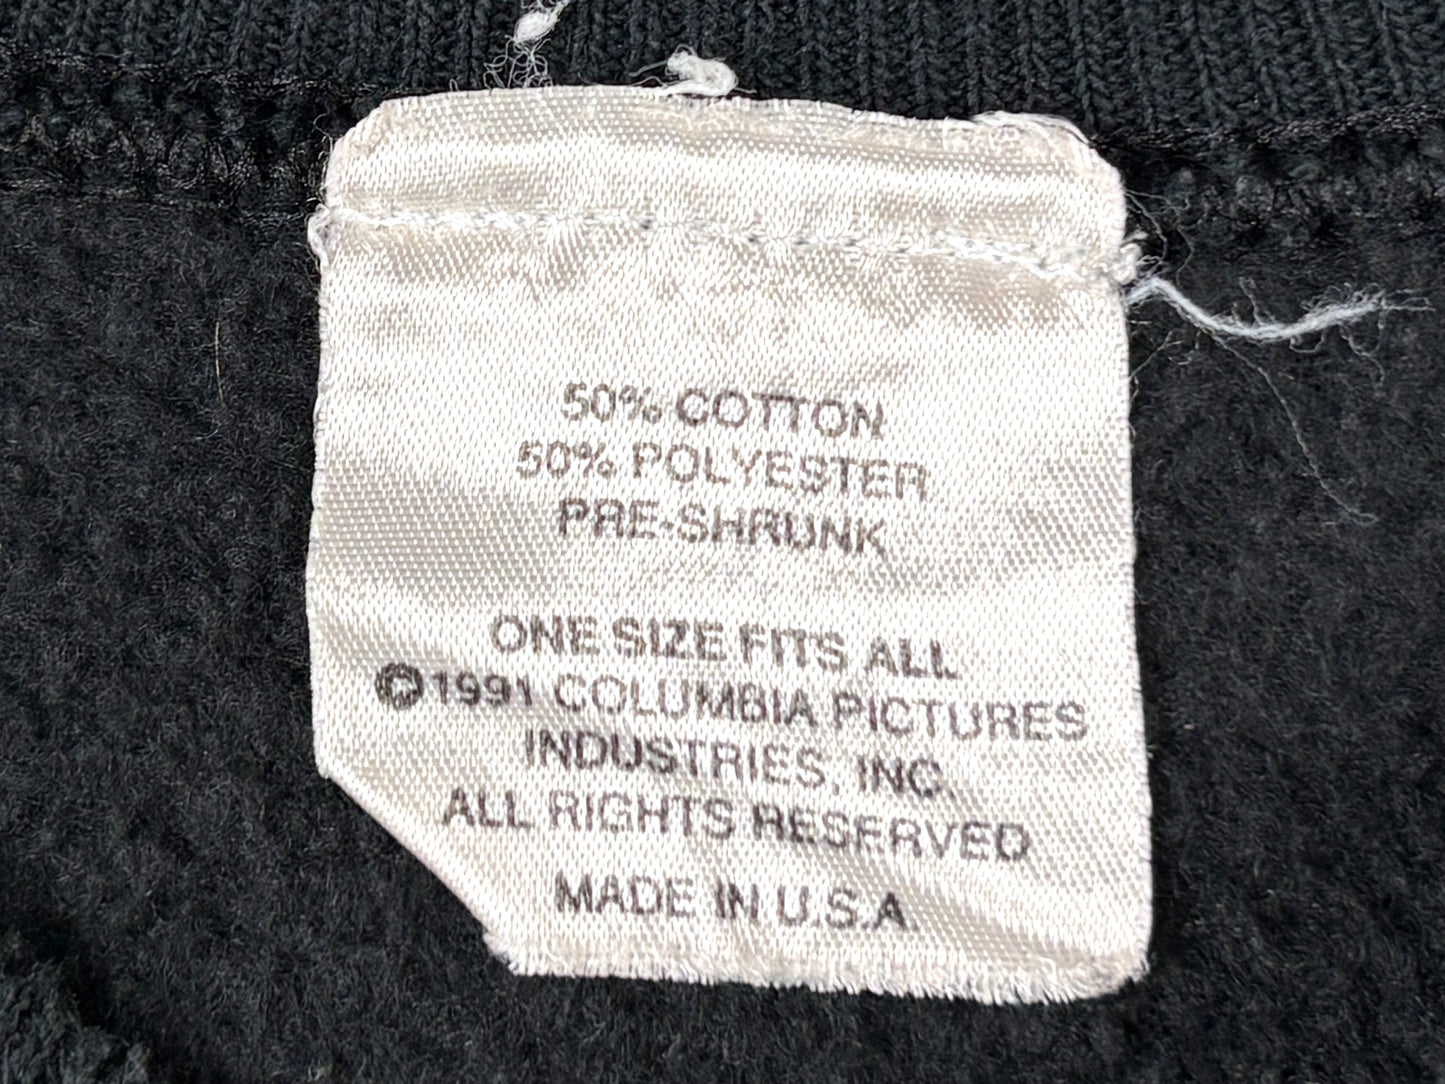 50% COTTON
50% POLYESTER
PRE-SHRUNK
ONE SIZE FITS ALL
©1991 COLUMBIA PICTURES
INDUSTRIES, INC.
ALL RIGHTS RESERVED
MADE IN U.S.A.